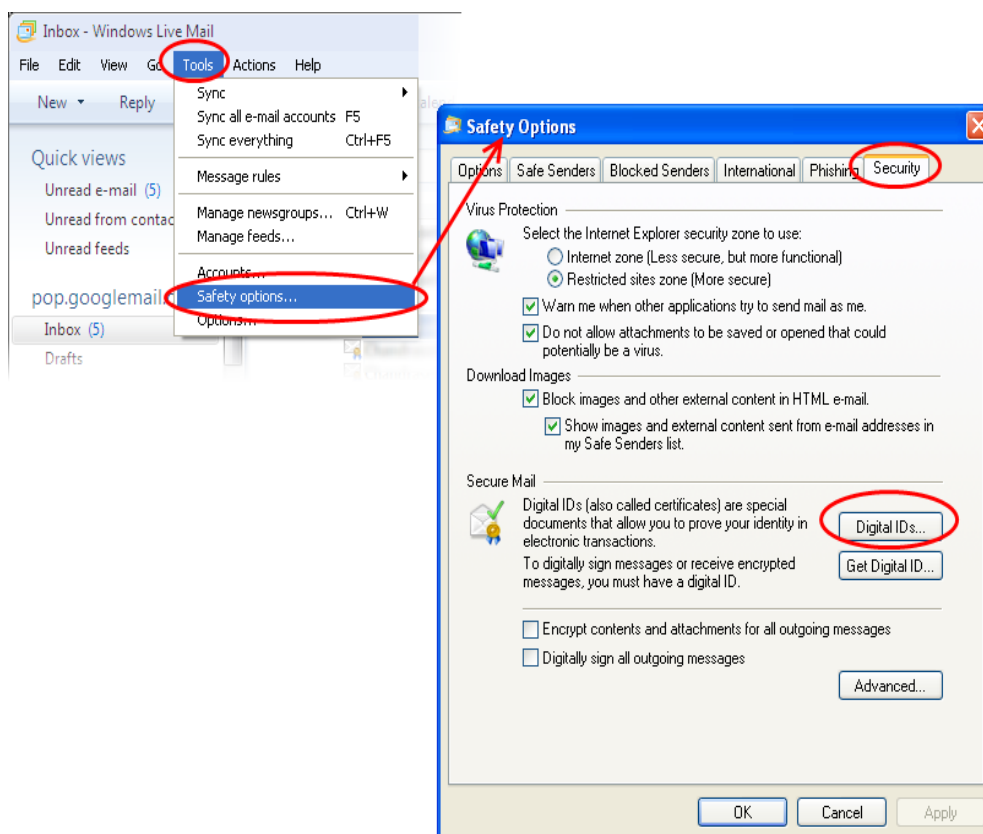 Inbox - Windows Live Mail
File Edit View Tools Actions Help
New Reply
Sync
Sync all e-mail accounts F5
Sync everything Ctrl+F5
Message rules
Manage newsgroups... Ctrl+W
Manage feeds...
Accounts...
Safety options...
Options...
Quick views
Unread e-mail (5)
Unread from contac
Unread feeds
pop.googlemail.
Inbox (5)
Drafts
Safety Options
Options Safe Senders Blocked Senders International Phishing Security
Virus Protection
Select the Internet Explorer security zone to use:
Internet zone (Less secure, but more functional)
Restricted sites zone (More secure)
Warn me when other applications try to send mail as me.
Do not allow attachments to be saved or opened that could
potentially be a virus.
Download Images
Block images and other external content in HTML e-mail.
Show images and external content sent from e-mail addresses in
my Safe Senders list.
Secure Mail
Digital IDs (also called certificates) are special
documents that allow you to prove your identity in
electronic transactions.
Digital IDs...
To digitally sign messages or receive encrypted
messages, you must have a digital ID.
Get Digital ID...
Encrypt contents and attachments for all outgoing messages
Digitally sign all outgoing messages
Advanced...
OK Cancel Apply